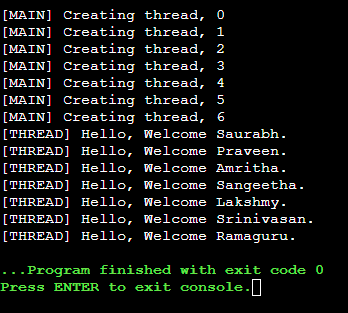 [MAIN] Creating thread, 0
[MAIN] Creating thread, 1
[MAIN] Creating thread, 2
[MAIN] Creating thread, 3
[MAIN] Creating thread, 4
[MAIN] Creating thread, 5
[MAIN] Creating thread, 6
[THREAD] Hello, Welcome Saurabh.
[THREAD] Hello, Welcome Praveen.
[THREAD] Hello, Welcome Amritha.
[THREAD] Hello, Welcome Sangeetha.
[THREAD] Hello, Welcome Lakshmy.
[THREAD] Hello, Welcome Srinivasan.
[THREAD] Hello, Welcome Ramaguru.
...Program finished with exit code 0
Press ENTER to exit console.